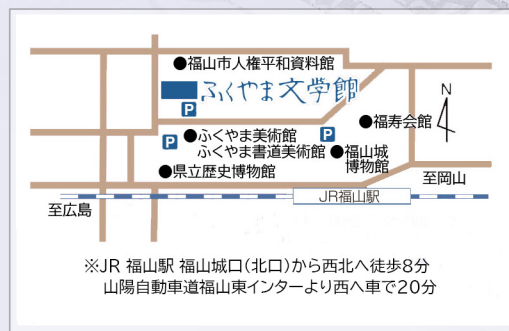 福山市人権平和資料館
ふくやま文学館
P
N
福寿会館
P
ふくやま美術館
ふくやま書道美術館
P
福山城
博物館
県立歴史博物館
至岡山
JR福山駅
至広島
※JR 福山駅 福山城口(北口)から西北へ徒歩8分
山陽自動車道福山東インターより西へ車で20分